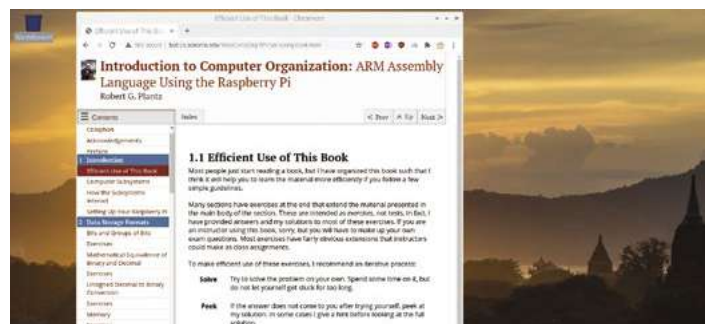 Efficient Use of This Book - Chromium
Introduction to Computer Organization: ARM Assembly
Language Using the Raspberry Pi
Robert G. Plantz
Contents
Index
< Prev
^ Up
Next >
Colophon
Acknowledgements
Preface
1 Introduction
Efficient Use of This Book
Computer Subsystems
How the Subsystems
Interact
Setting Up Your Raspberry Pi
2 Data Storage Formats
Bits and Groups of Bits
Exercises
Mathematical Equivalence of
Binary and Decimal
Exercises
Unsigned Decimal to Binary
Conversion
Exercises
Memory
1.1 Efficient Use of This Book
Most people just start reading a book, but I have organized this book such that I
think it will help you to learn the material more efficiently if you follow a few
simple guidelines.
Many sections have exercises at the end that extend the material presented in
the main body of the section. These are intended as exercises, not tests. In fact, I
have provided answers and my solutions to most of these exercises. If you are
an instructor using this book, sorry, but you will have to make up your own
exam questions. Most exercises have fairly obvious extensions that instructors
could make as class assignments.
To make efficient use of these exercises, I recommend an iterative process:
Solve Try to solve the problem on your own. Spend some time on it, but
do not let yourself get stuck for too long.
Peek If the answer does not come to you after trying yourself, peek at
my solution. In some cases I give a hint before looking at the full
solution.